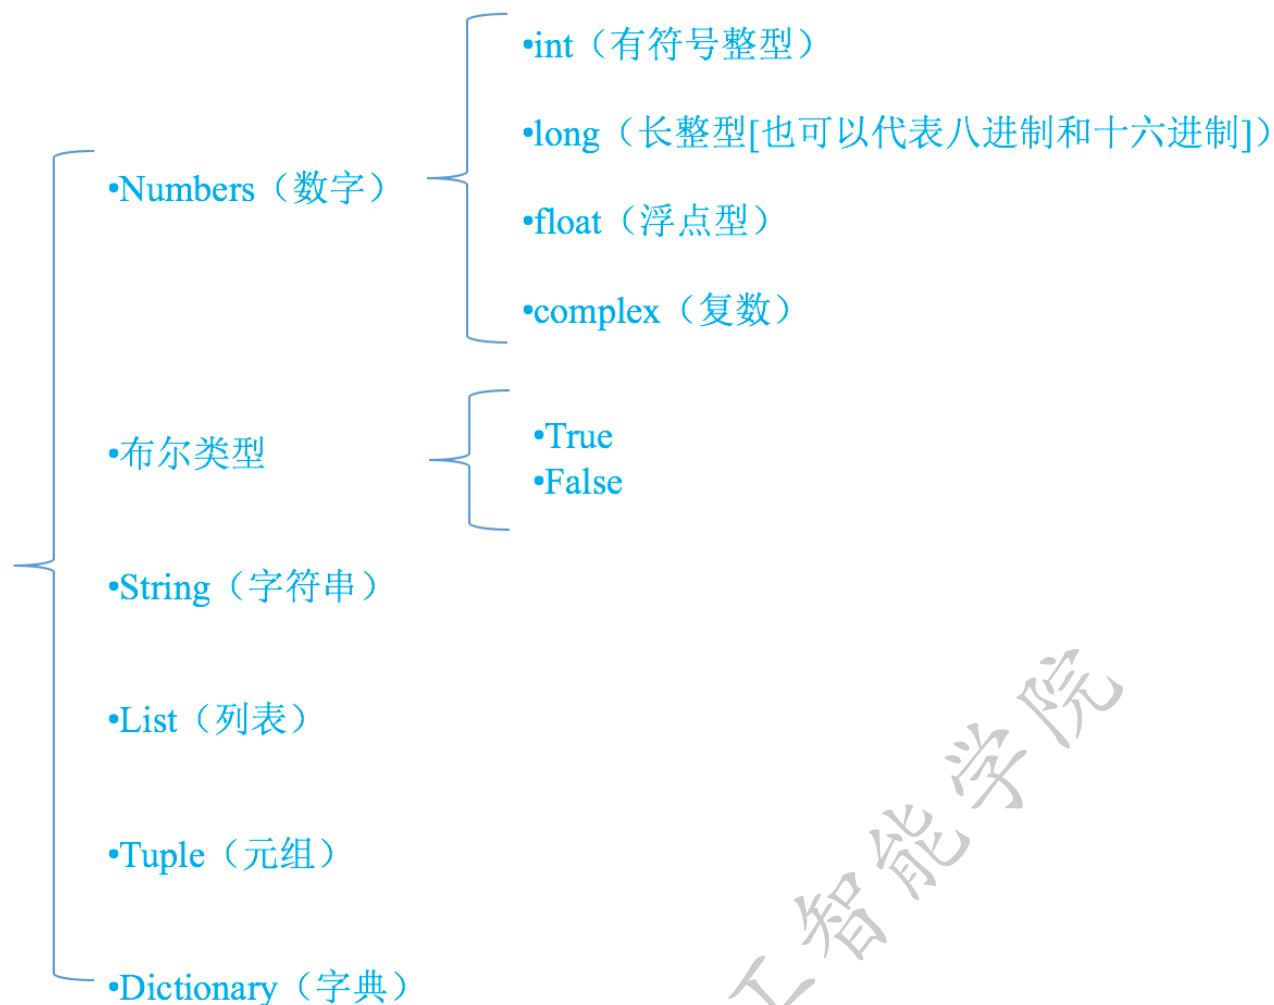 •int（有符号整型）
•long（长整型[也可以代表八进制和十六进制]）
•Numbers（数字）
•float（浮点型）
•complex（复数）
•布尔类型
•True
•False
•String（字符串）
•List（列表）
•Tuple（元组）
•Dictionary（字典）
工智能学院